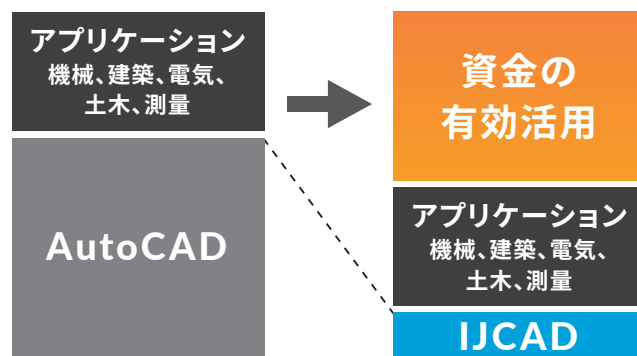 アプリケーション
機械、建築、電気、
土木、測量
AutoCAD
資金の
有効活用
アプリケーション
機械、建築、電気、
土木、測量
IJCAD